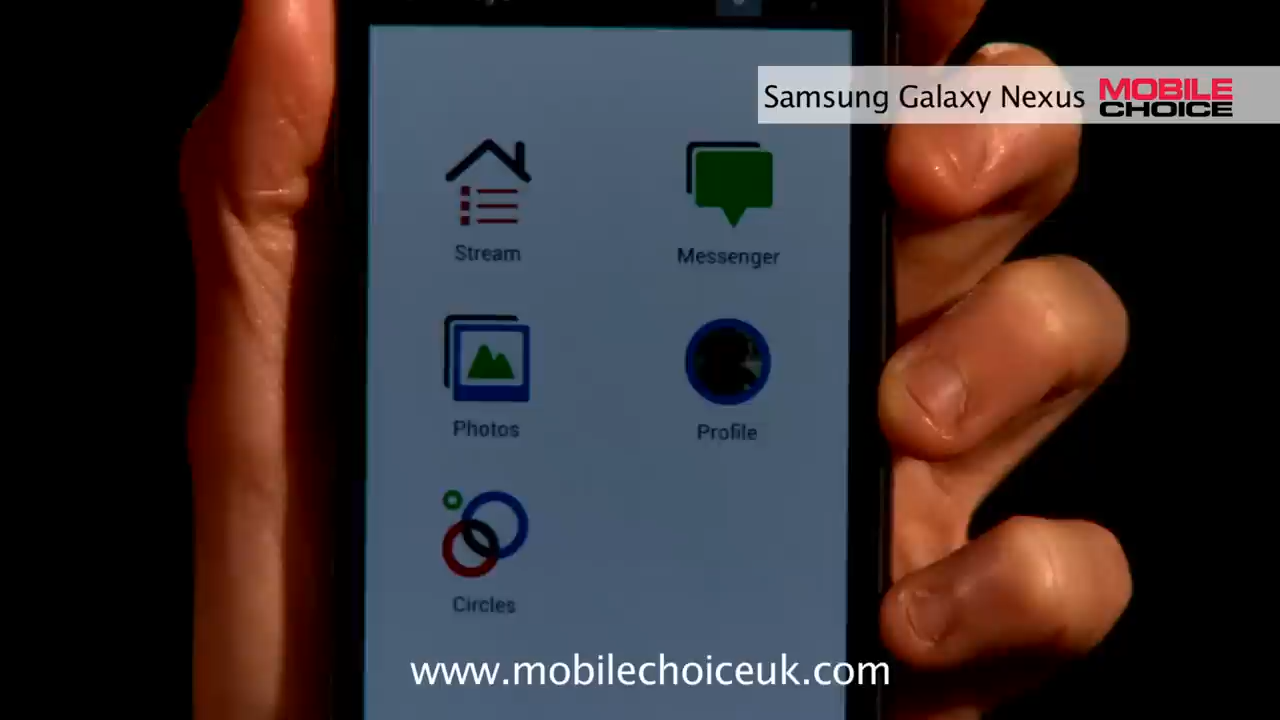 Samsung Galaxy Nexus MOBILE
CHOICE
Stream
Messenger
Photos
Profile
Circles
www.mobilechoiceuk.com